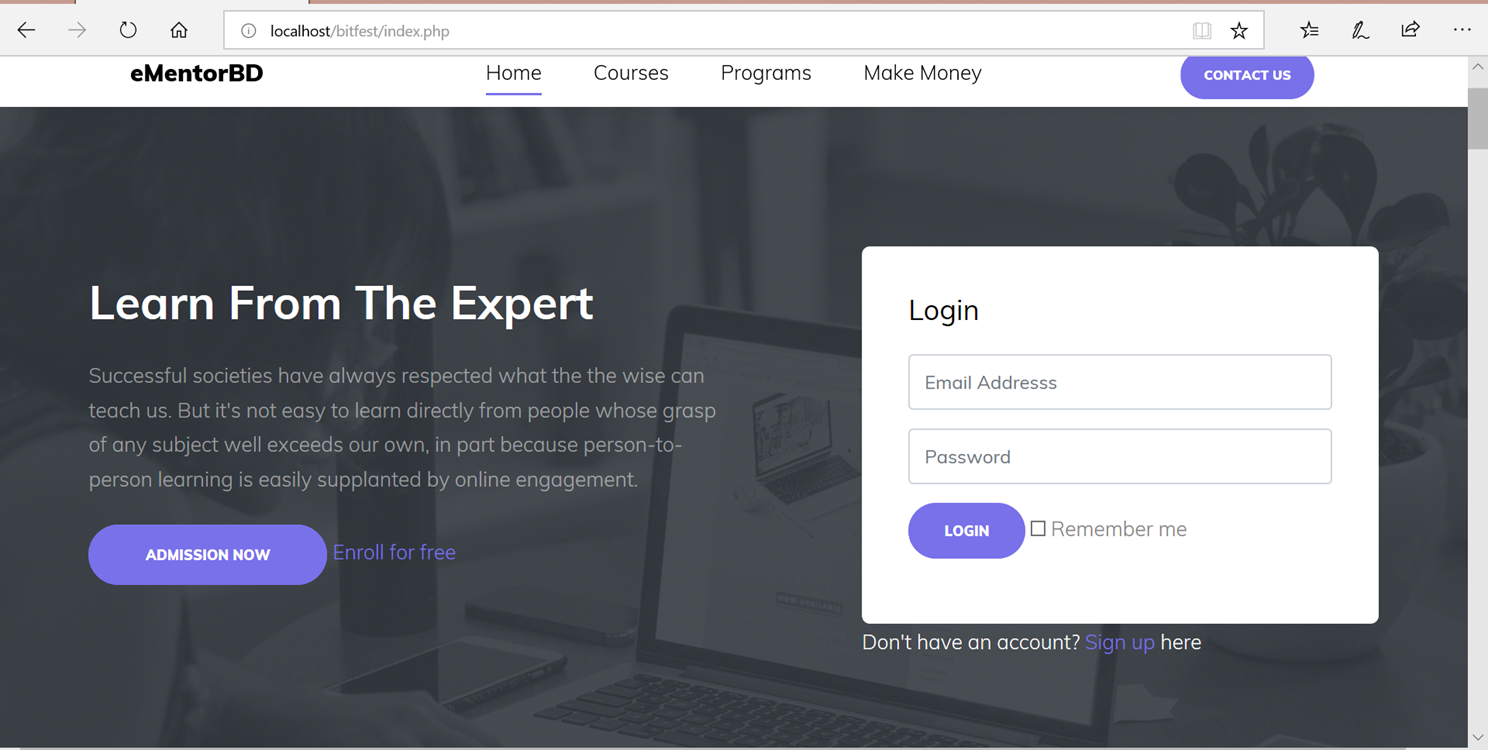 localhost/bitfest/index.php
eMentorBD
Home
Courses
Programs
Make Money
CONTACT US
Learn From The Expert
Successful societies have always respected what the the wise can
teach us. But it's not easy to learn directly from people whose grasp
of any subject well exceeds our own, in part because person-to-
person learning is easily supplanted by online engagement.
ADMISSION NOW Enroll for free
Login
Email Addresss
Password
LOGIN Remember me
Don't have an account? Sign up here
NOW AVAILABLE